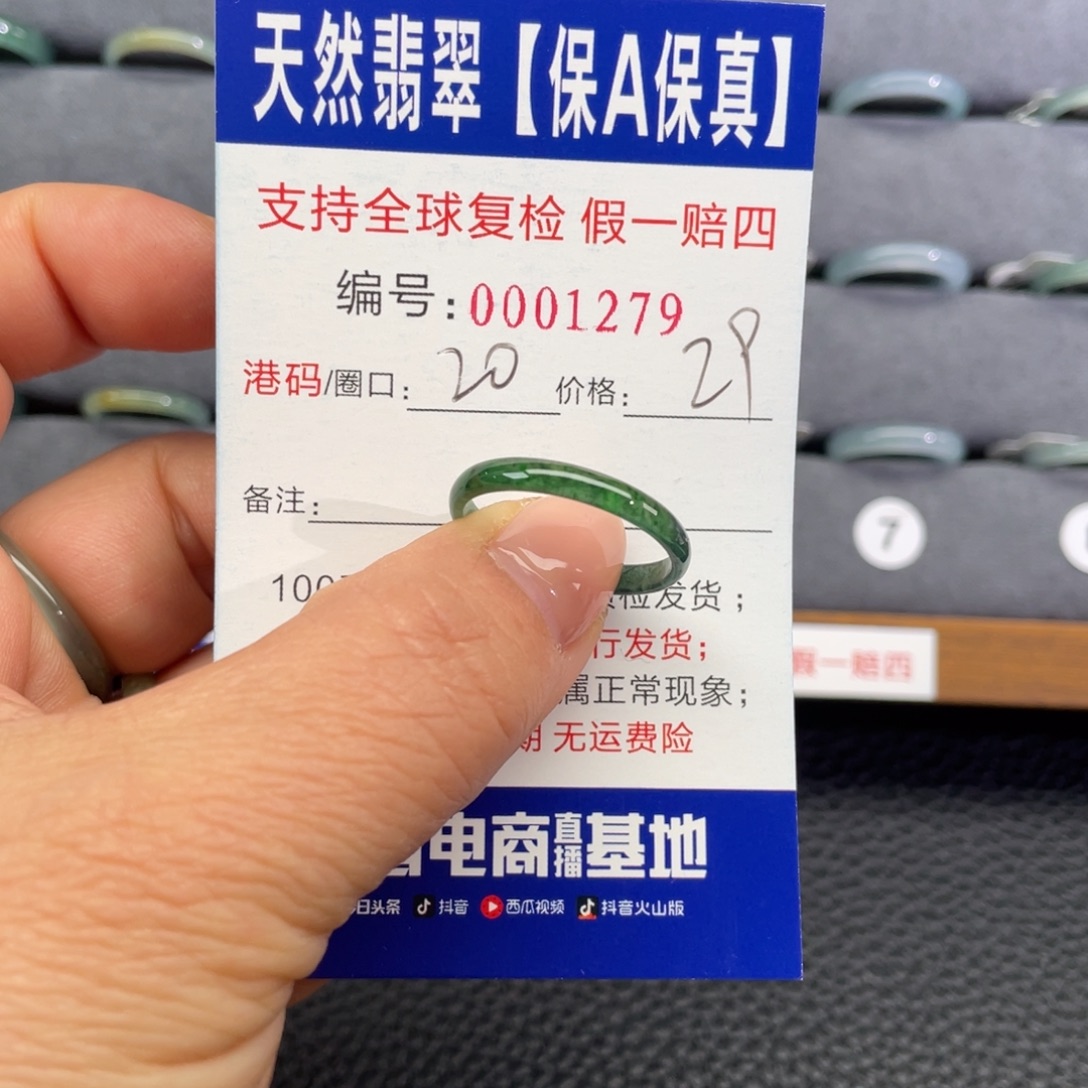 天然翡翠【保A保真】
支持全球复检 假一赔四
编号:0001279
港码/圈口: 20 价格: 29
备注:
100 检发货;
行发货;
属正常现象;
期 无运费险
电商直播基地
日头条 抖音 西瓜视频 抖音火山版
7
假一赔四